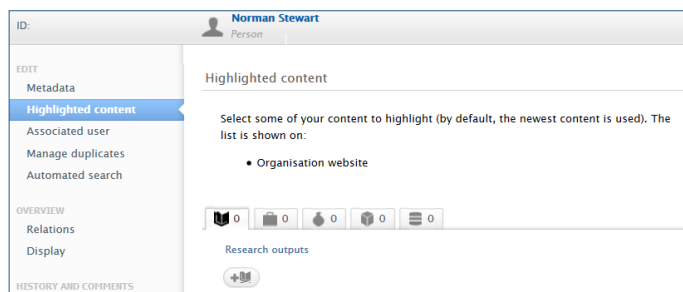 ID:
Norman Stewart
Person
EDIT
Metadata
Highlighted content
Associated user
Manage duplicates
Automated search
OVERVIEW
Relations
Display
HISTORY AND COMMENTS
Highlighted content
Select some of your content to highlight (by default, the newest content is used). The
list is shown on:
• Organisation website
0 0 0 0 0
Research outputs